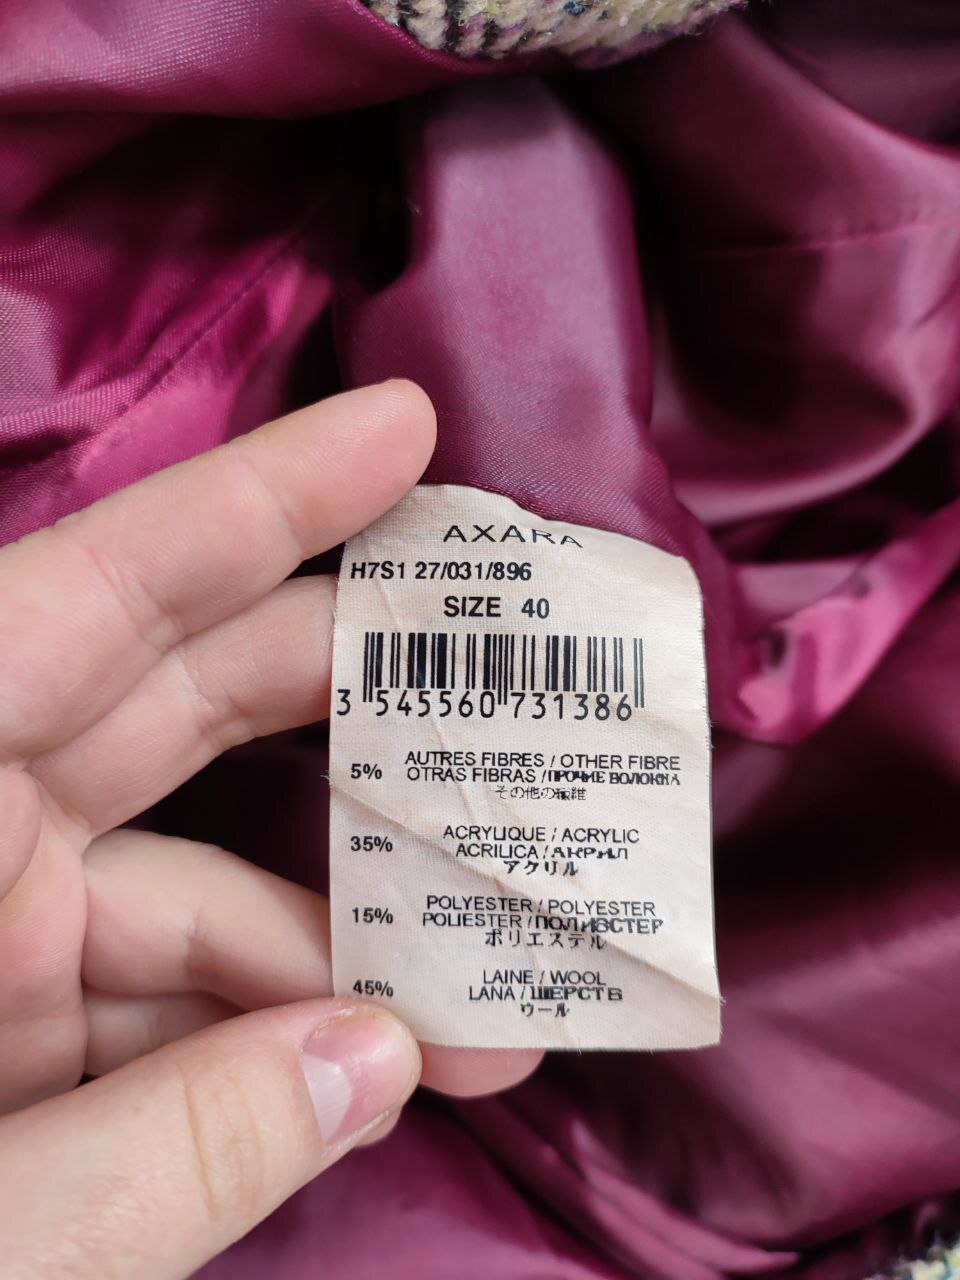 AXARA
H7S1 27/031/896
SIZE 40
3 545560 731386
AUTRES FIBRES / OTHER FIBRE
5% OTRAS FIBRAS / ПРОЧИЕ ВОЛОКНА
その他の繊維
ACRYLIQUE / ACRYLIC
35% ACRILICA / АКРИЛ
アクリル
POLYESTER / POLYESTER
15% POLIESTER / ПОЛИЭСТЕР
ポリエステル
LAINE / WOOL
45% LANA / ШЕРСТЬ
ウール